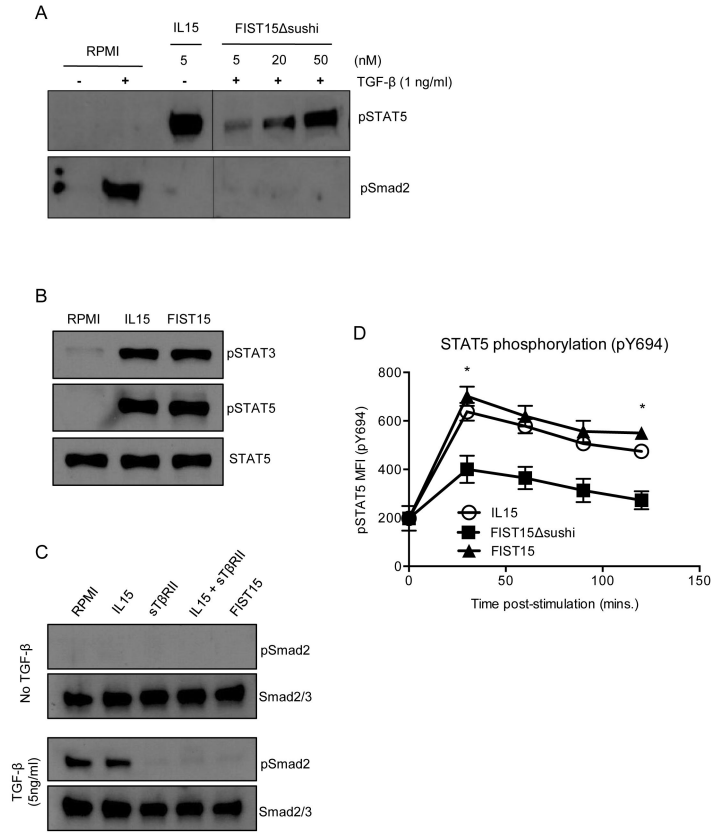 A
IL15 FIST15Δsushi
RPMI 5 5 20 50 (nM)
- + - + + + TGF-β (1 ng/ml)
pSTAT5
pSmad2
B
RPMI IL15 FIST15
pSTAT3
pSTAT5
STAT5
C
RPMI IL15 sTβRII IL15 + sTβRII FIST15
No TGF-β
pSmad2
Smad2/3
TGF-β
(5ng/ml)
pSmad2
Smad2/3
D
STAT5 phosphorylation (pY694)
pSTAT5 MFI (pY694)
800
600
400
200
0
* *
IL15
FIST15Δsushi
FIST15
0 50 100 150
Time post-stimulation (mins.)